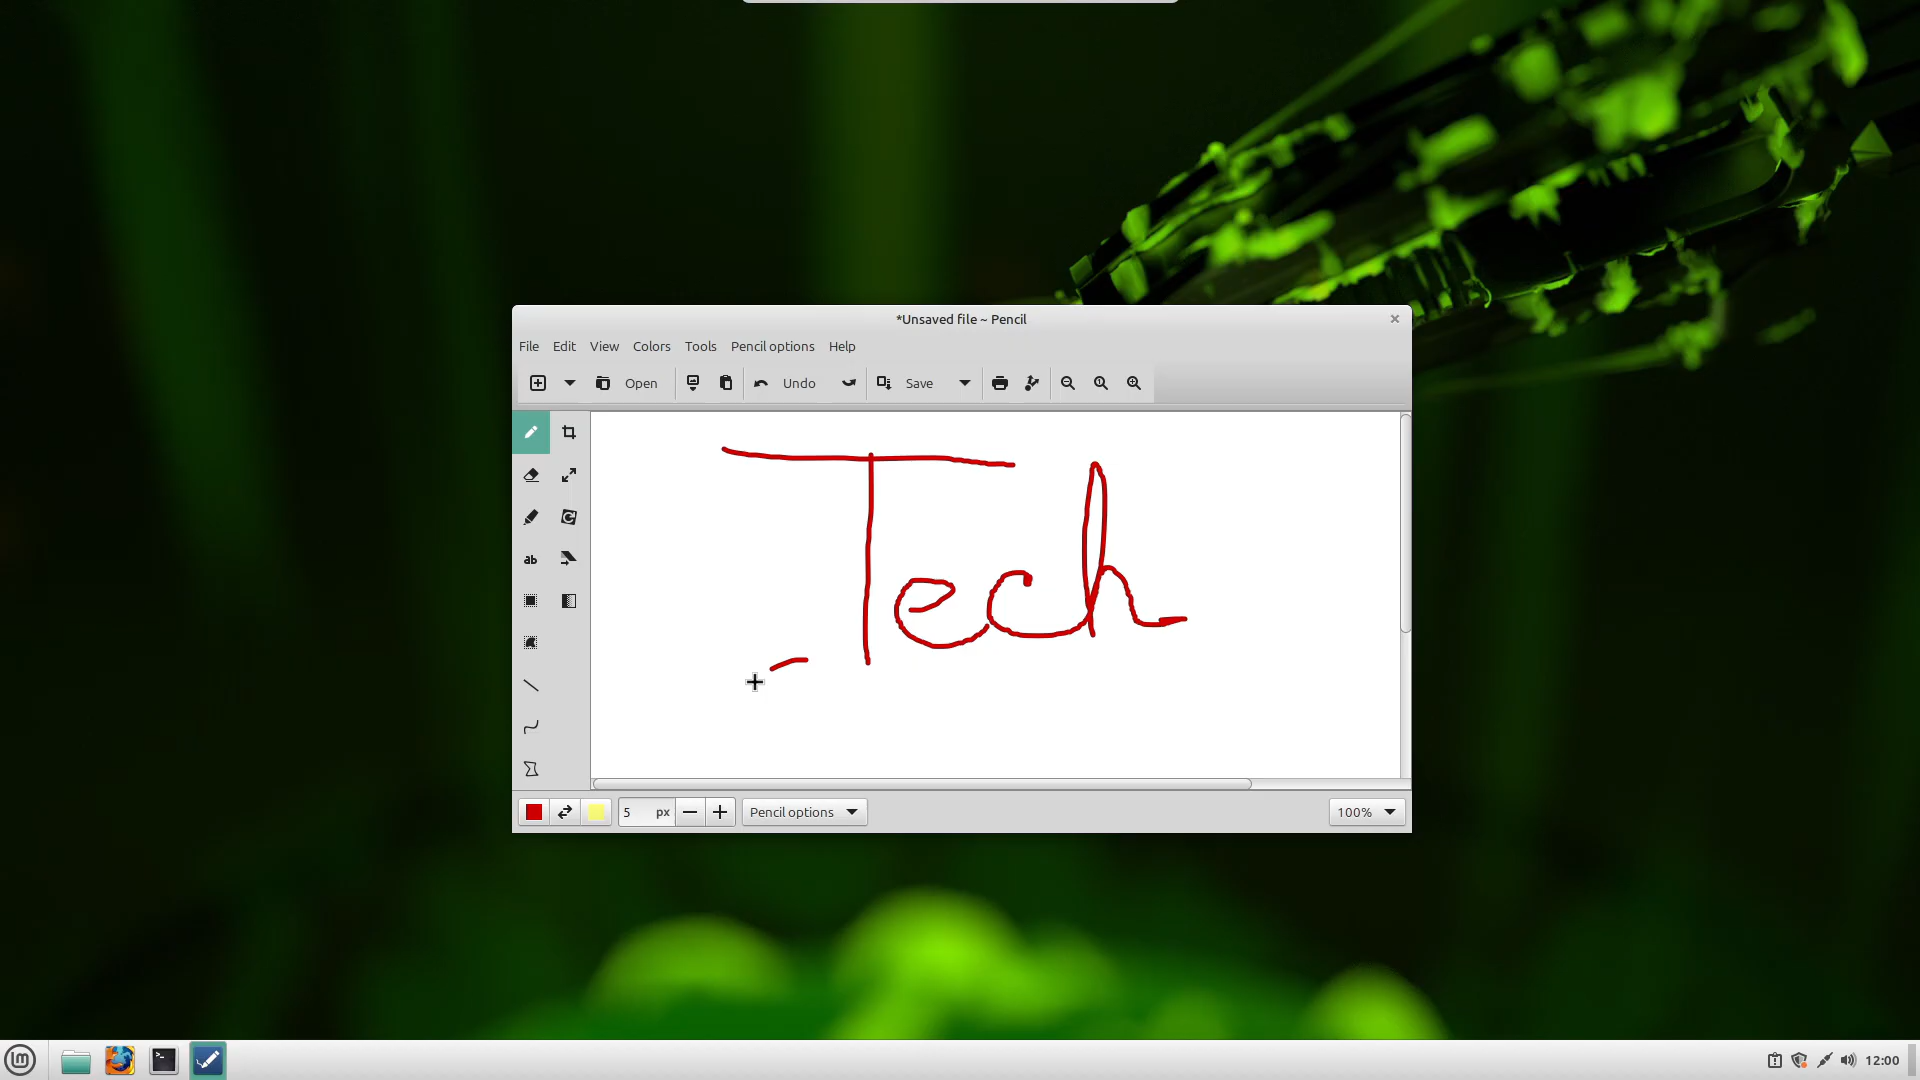 *Unsaved file ~ Pencil
File Edit View Colors Tools Pencil options Help
Open Undo Save
Tech
ab
5 px Pencil options 100%
12:00